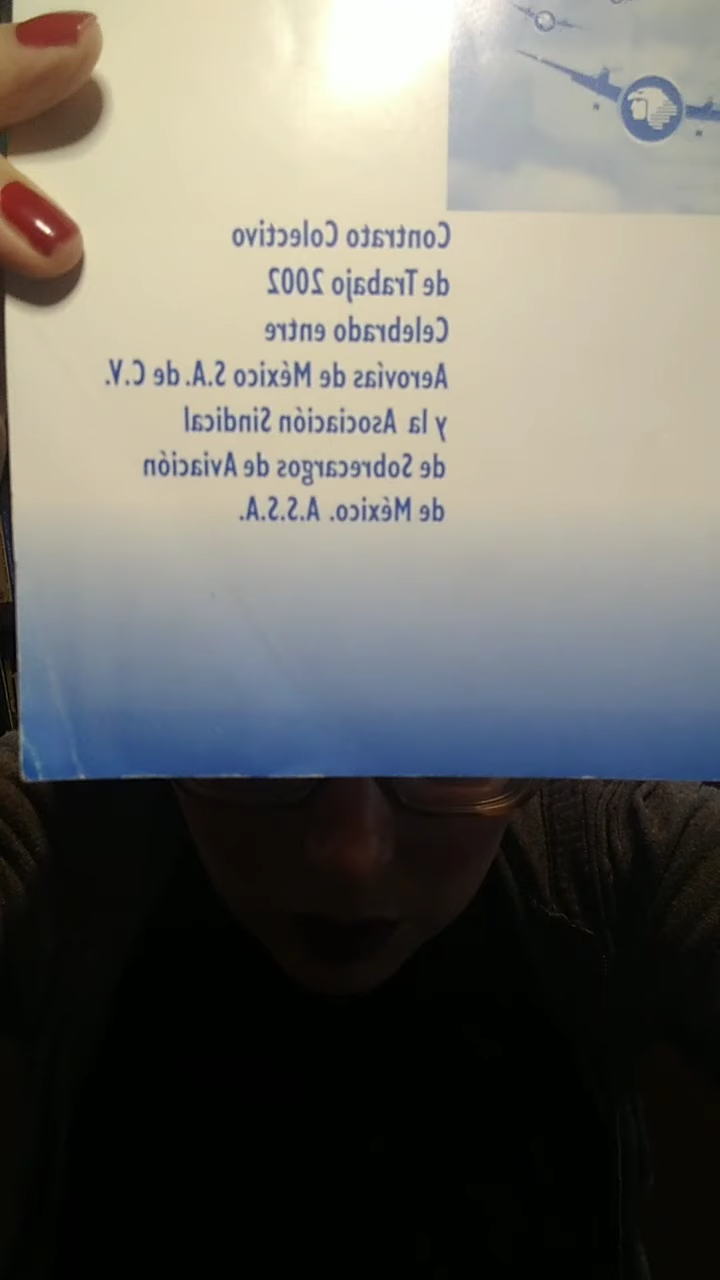 Contrato Colectivo
de Trabajo 2002
Celebrado entre
Aerovías de México S.A. de C.V.
y la Asociación Sindical
de Sobrecargos de Aviación
de México. A.S.S.A.